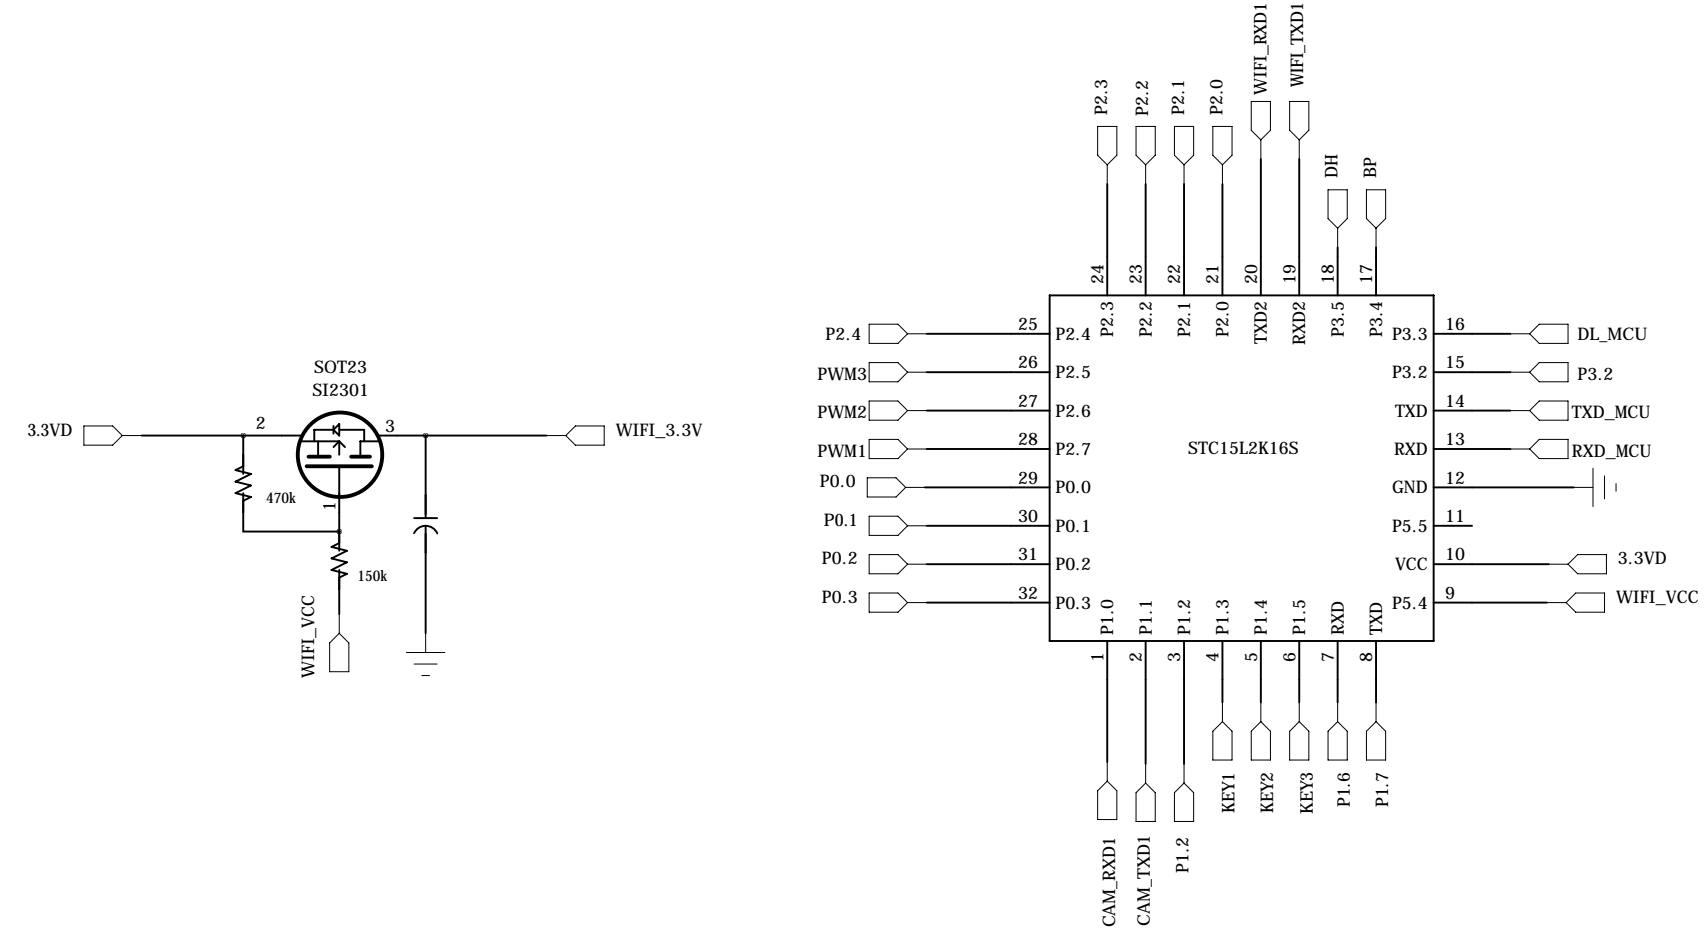 SOT23
SI2301
3.3VD
2
3
WIFI_3.3V
470k
1
150k
WIFI_VCC
P2.3
P2.2
P2.1
P2.0
WIFI_RXD1
WIFI_TXD1
DH
BP
24
23
22
21
20
19
18
17
P2.3
P2.2
P2.1
P2.0
TXD2
RXD2
P3.5
P3.4
P2.4
25
P2.4
PWM3
26
P2.5
PWM2
27
P2.6
PWM1
28
P2.7
P0.0
29
P0.0
P0.1
30
P0.1
P0.2
31
P0.2
P0.3
32
P0.3
STC15L2K16S
P3.3
16
DL_MCU
P3.2
15
P3.2
TXD
14
TXD_MCU
RXD
13
RXD_MCU
GND
12
P5.5
11
VCC
10
3.3VD
P5.4
9
WIFI_VCC
P1.0
P1.1
P1.2
P1.3
P1.4
P1.5
RXD
TXD
1
2
3
4
5
6
7
8
CAM_RXD1
CAM_TXD1
P1.2
KEY1
KEY2
KEY3
P1.6
P1.7